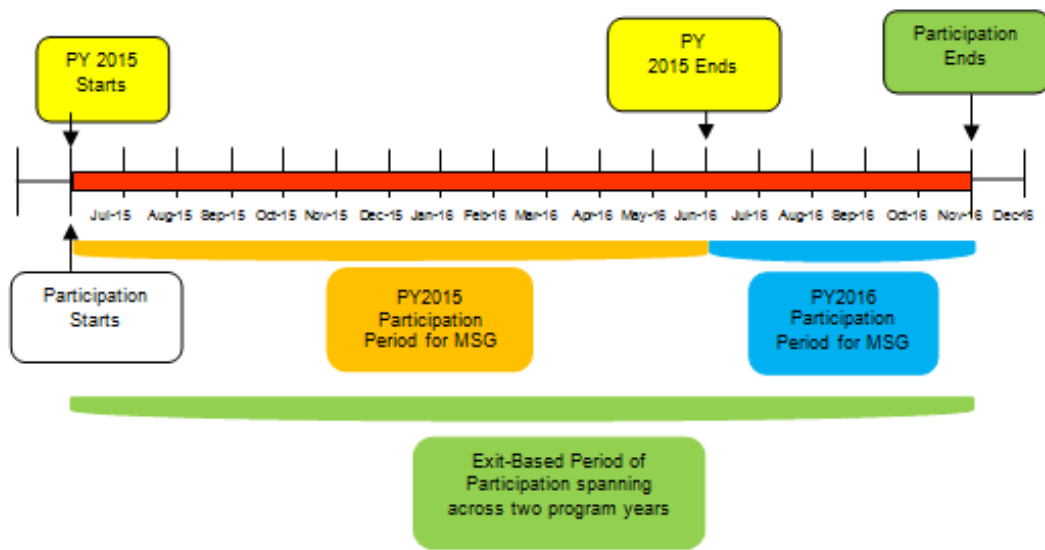 PY 2015
Starts
PY
2015 Ends
Participation
Ends
Jul-15 Aug-15 Sep-15 Oct-15 Nov-15 Dec-15 Jan-16 Feb-16 Mar-16 Apr-16 May-16 Jun-16 Jul-16 Aug-16 Sep-16 Oct-16 Nov-16 Dec-16
Participation
Starts
PY2015
Participation
Period for MSG
PY2016
Participation
Period for MSG
Exit-Based Period of
Participation spanning
across two program years